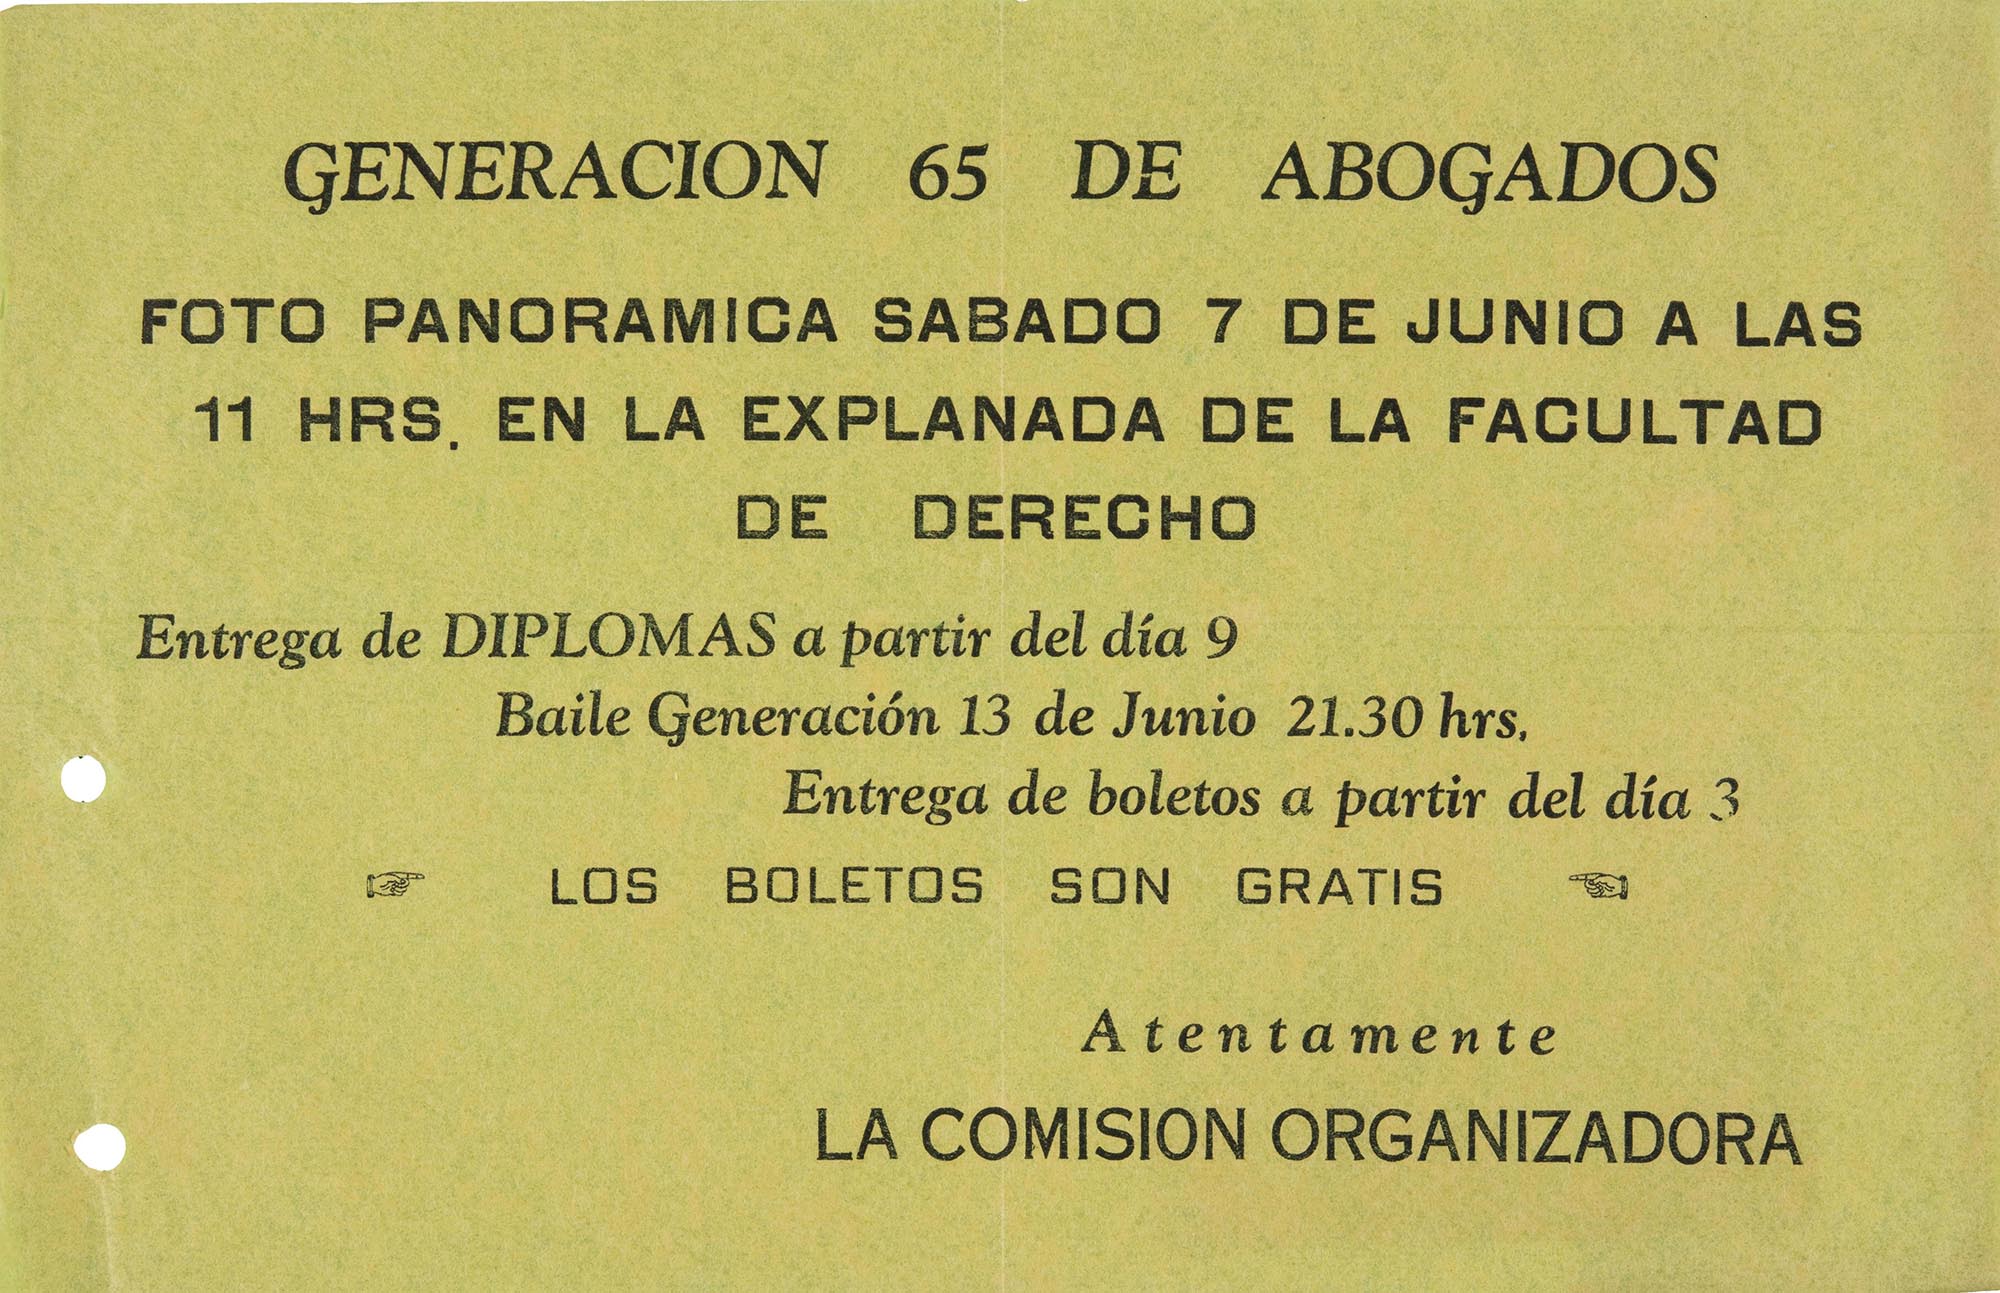 GENERACION 65 DE ABOGADOS
FOTO PANORAMICA SABADO 7 DE JUNIO A LAS
11 HRS. EN LA EXPLANADA DE LA FACULTAD
DE DERECHO
Entrega de DIPLOMAS a partir del día 9
Baile Generación 13 de Junio 21.30 hrs.
Entrega de boletos a partir del día 3
☞ LOS BOLETOS SON GRATIS ☜
Atentamente
LA COMISION ORGANIZADORA